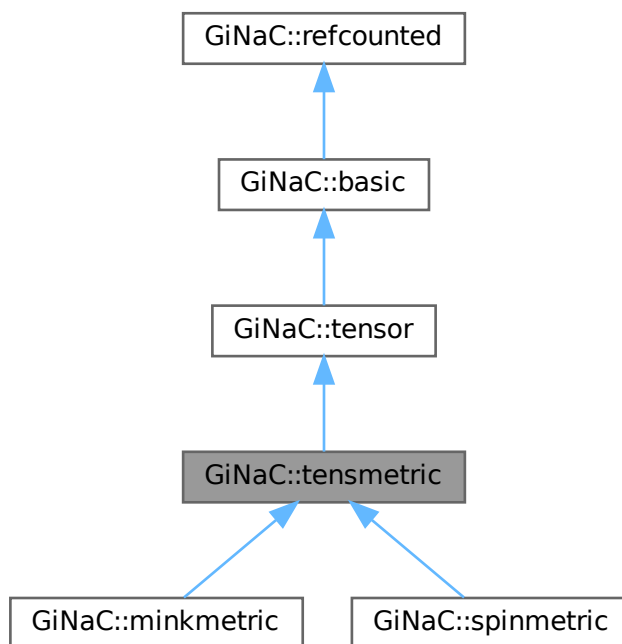 GiNaC::refcounted
GiNaC::basic
GiNaC::tensor
GiNaC::tensmetric
GiNaC::minkmetric
GiNaC::spinmetric